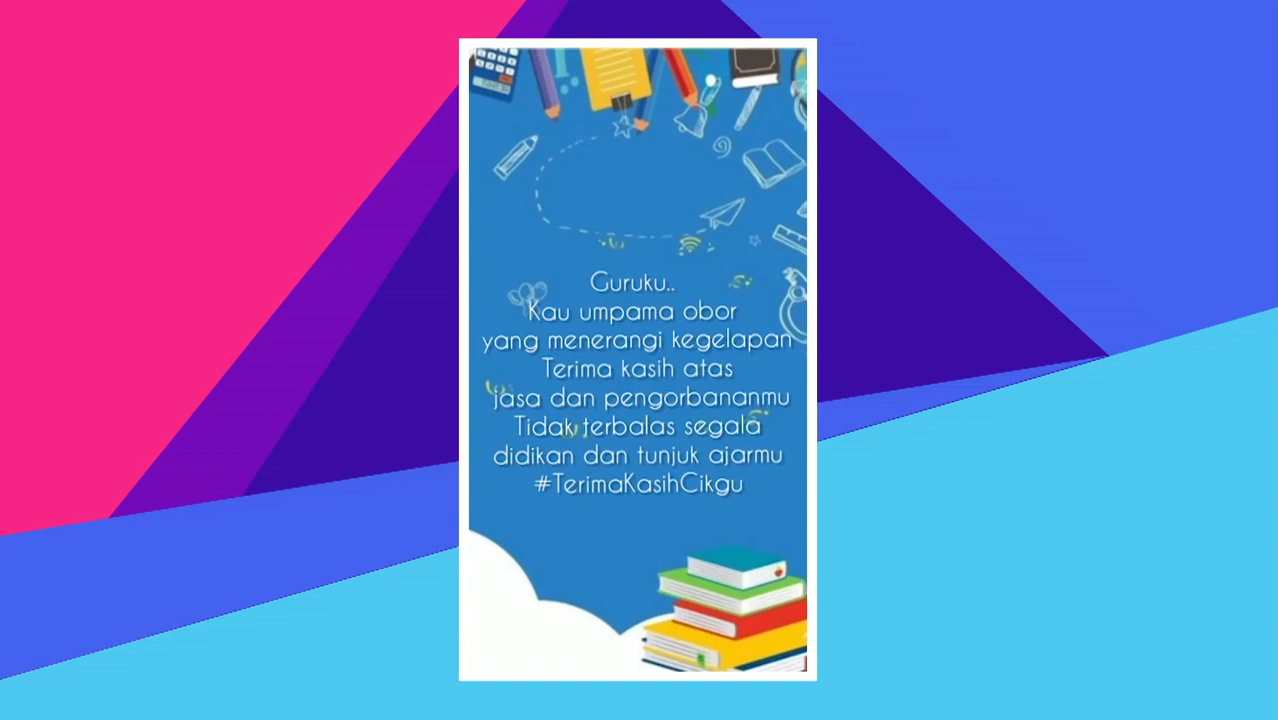 Guruku..
Kau umpama obor
yang menerangi kegelapan
Terima kasih atas
jasa dan pengorbananmu
Tidak terbalas segala
didikan dan tunjuk ajarmu
#TerimaKasihCikgu